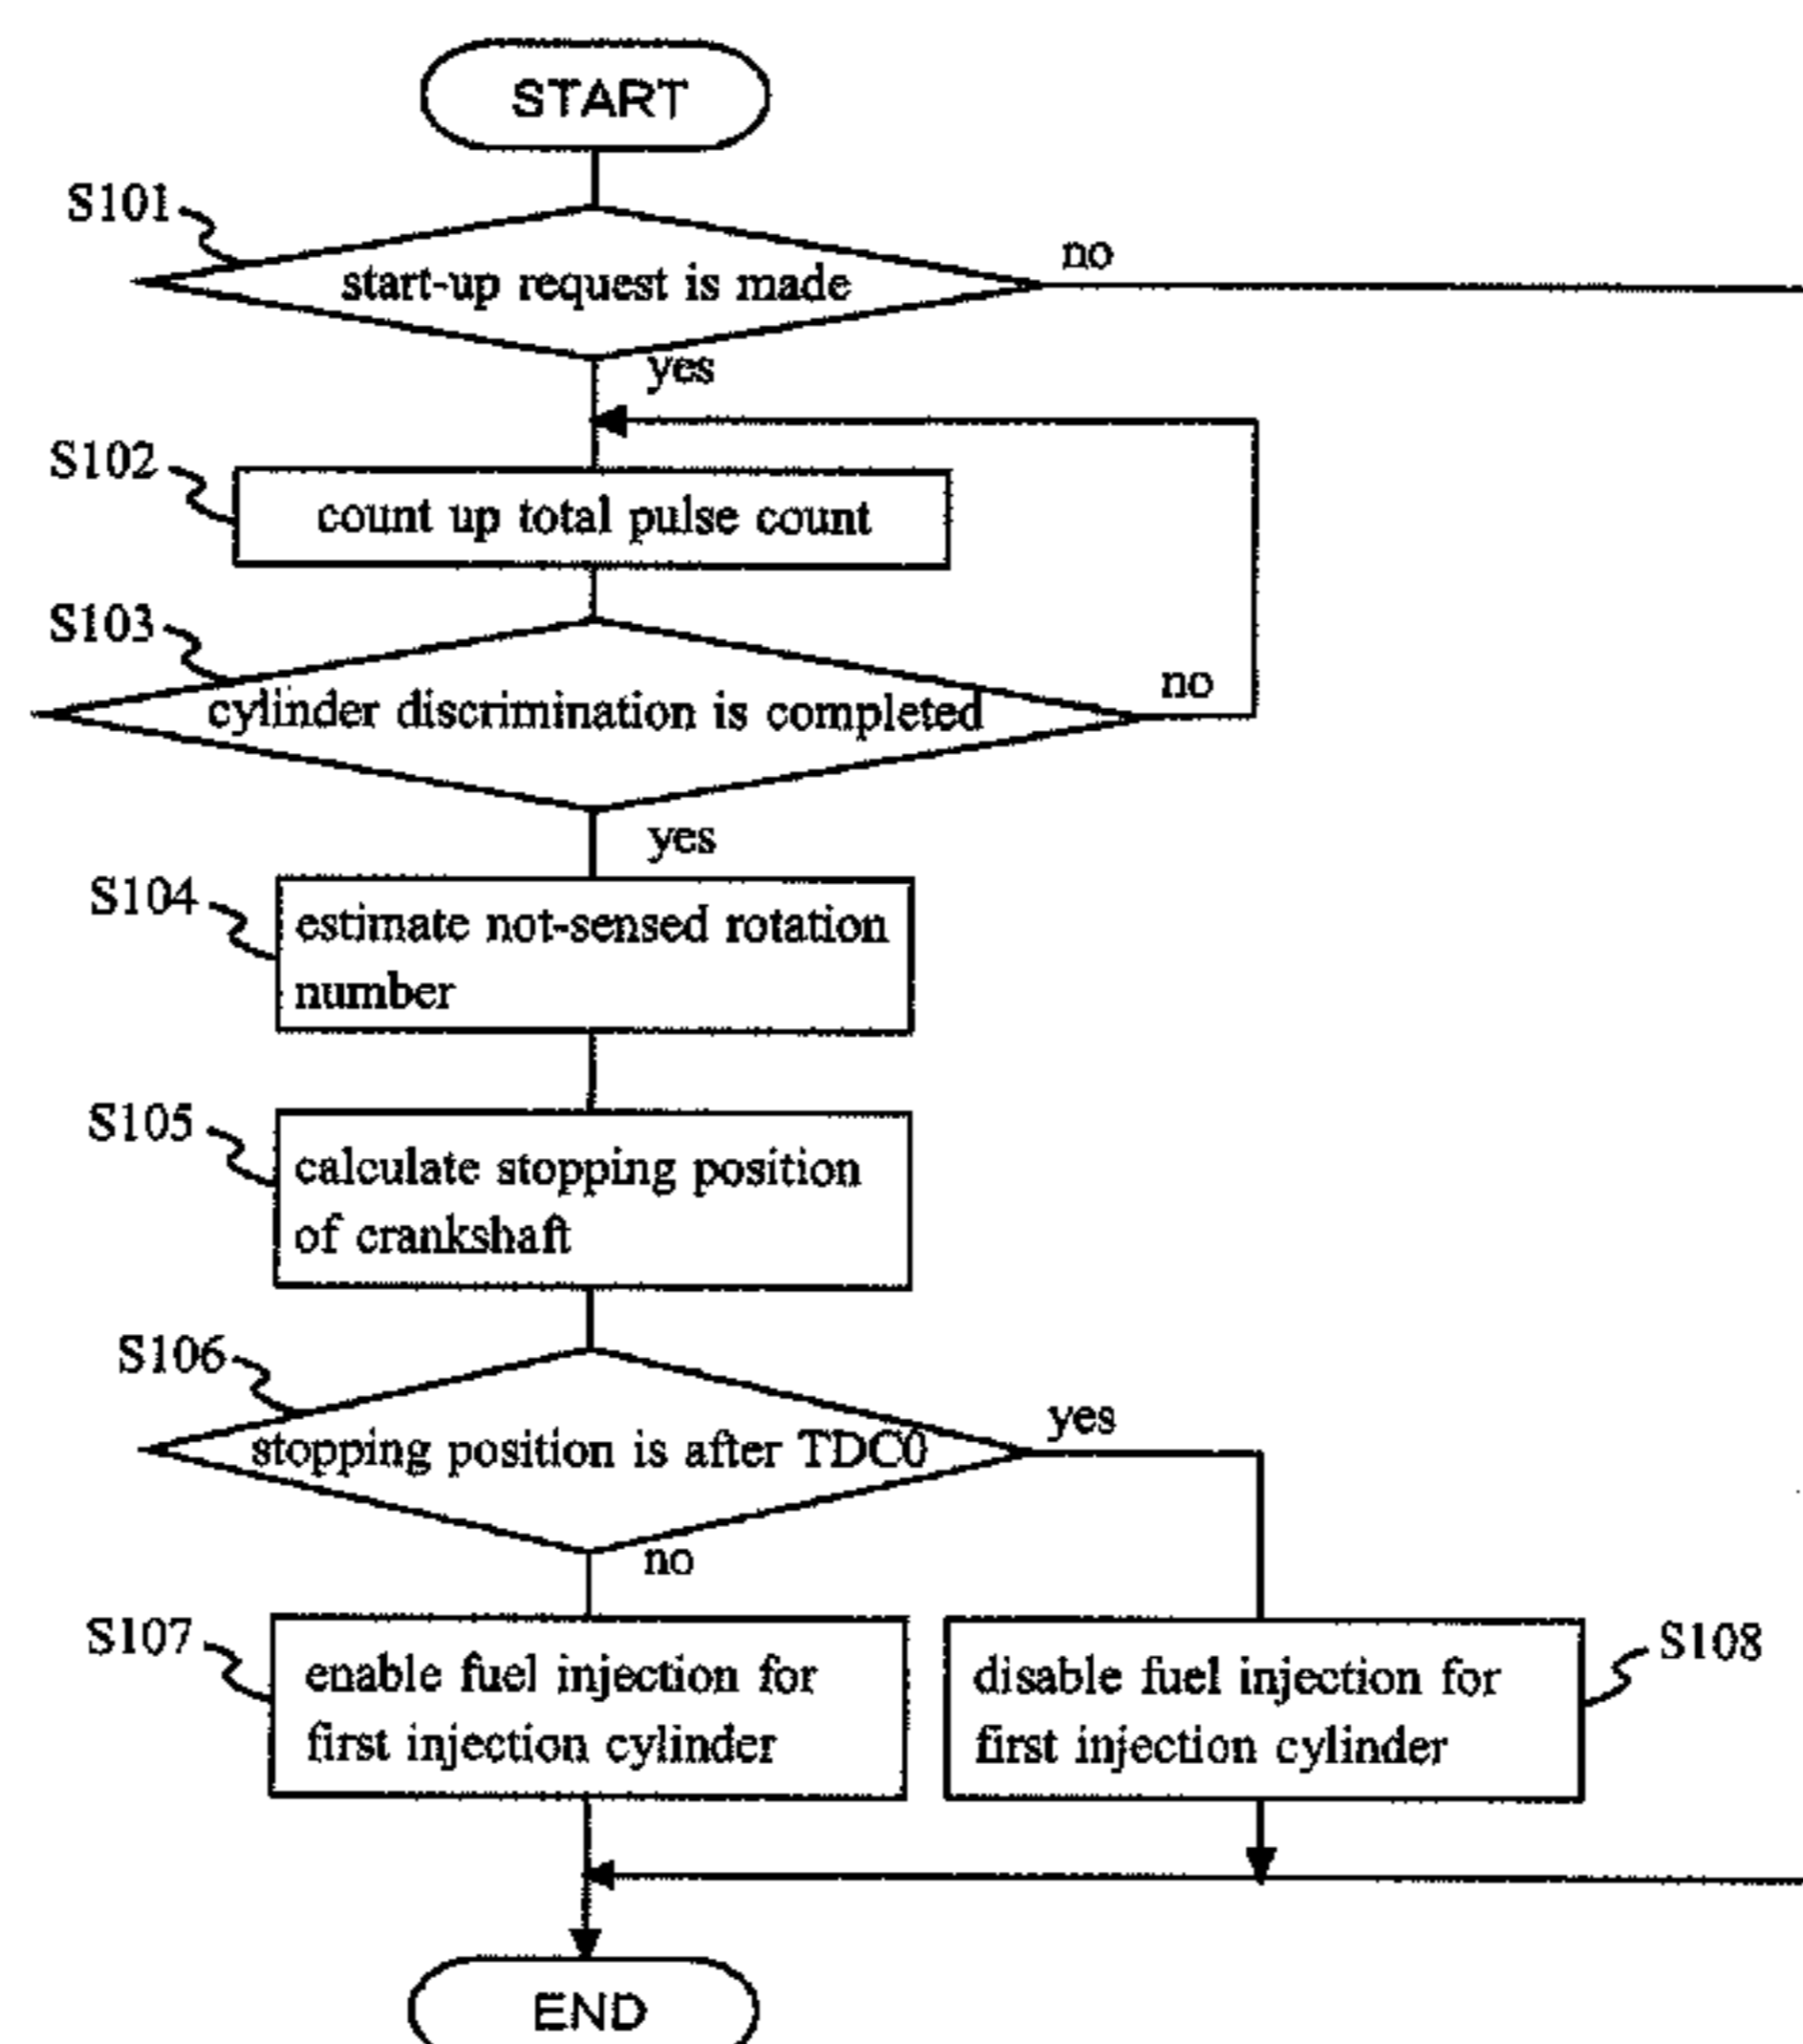 START
S101
start-up request is made
no
yes
S102
count up total pulse count
S103
cylinder discrimination is completed
no
yes
S104
estimate not-sensed rotation
number
S105
calculate stopping position
of crankshaft
S106
stopping position is after TDC0
yes
no
S107
enable fuel injection for
first injection cylinder
disable fuel injection for
first injection cylinder
S108
END